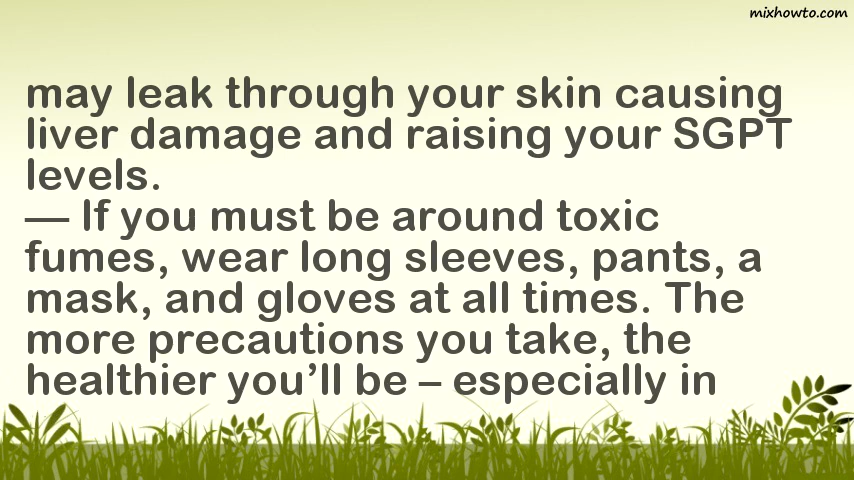 mixhowto.com
may leak through your skin causing
liver damage and raising your SGPT
levels.
— If you must be around toxic
fumes, wear long sleeves, pants, a
mask, and gloves at all times. The
more precautions you take, the
healthier you’ll be – especially in